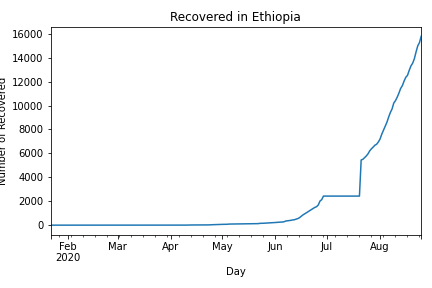 Recovered in Ethiopia
Number of Recovered
16000
14000
12000
10000
8000
6000
4000
2000
0
Feb
2020
Mar
Apr
May
Jun
Jul
Aug
Day